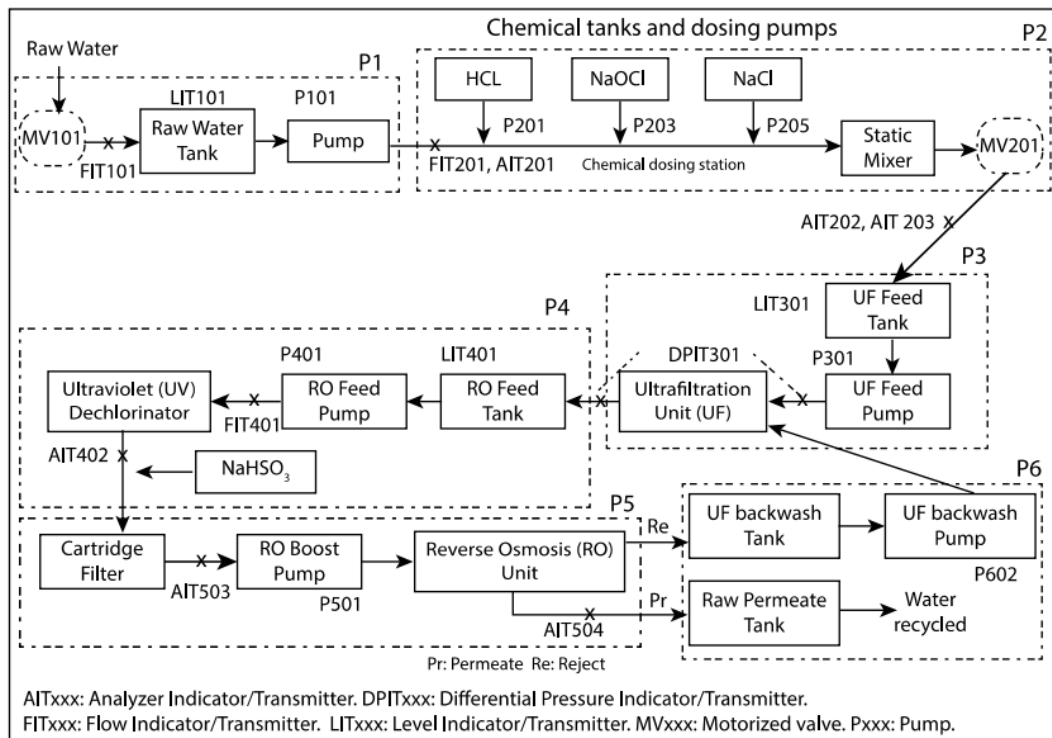 Chemical tanks and dosing pumps
P2
Raw Water
P1
HCL
NaOCl
NaCl
LIT101
P101
P201
P203
P205
MV101
Raw Water
Tank
Pump
Static
Mixer
MV201
FIT101
FIT201, AIT201
Chemical dosing station
AIT202, AIT 203
P3
LIT301
UF Feed
Tank
P4
P401
LIT401
DPIT301
P301
Ultraviolet (UV)
Dechlorinator
RO Feed
Pump
RO Feed
Tank
Ultrafiltration
Unit (UF)
UF Feed
Pump
FIT401
AIT402
NaHSO₃
P6
P5
Re
UF backwash
Tank
UF backwash
Pump
Cartridge
Filter
RO Boost
Pump
Reverse Osmosis (RO)
Unit
P602
AIT503
P501
Pr
Raw Permeate
Tank
Water
recycled
AIT504
Pr: Permeate Re: Reject
AITxxx: Analyzer Indicator/Transmitter. DPITxxx: Differential Pressure Indicator/Transmitter.
FITxxx: Flow Indicator/Transmitter. LITxxx: Level Indicator/Transmitter. MVxxx: Motorized valve. Pxxx: Pump.